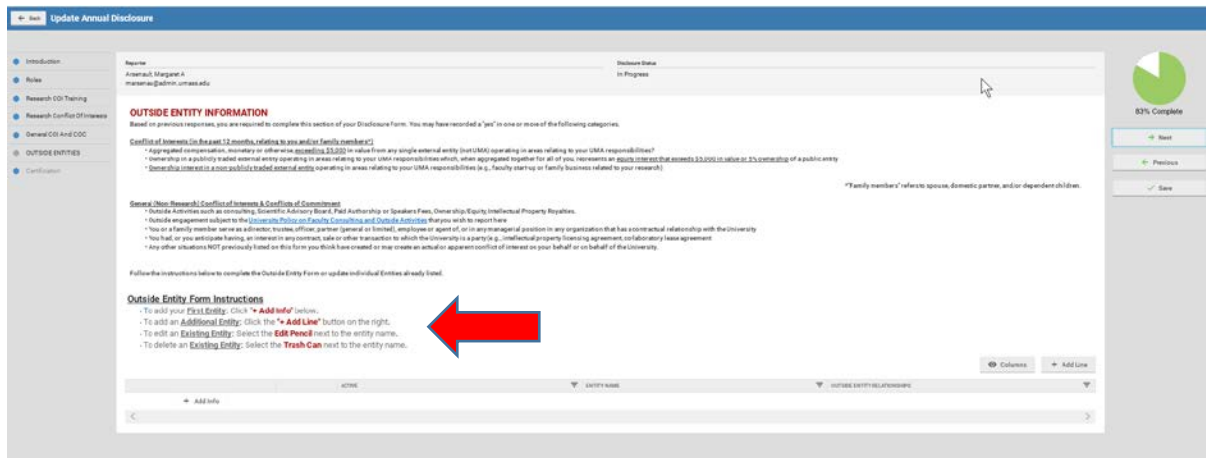 ← Back Update Annual Disclosure
Introduction
Roles
Research COI Training
Research Conflict Of Interests
General COI And COC
OUTSIDE ENTITIES
Certification
Reporter
Arsenault, Margaret A
marsenau@admin.umass.edu
Disclosure Status
In Progress
OUTSIDE ENTITY INFORMATION
Based on previous responses, you are required to complete this section of your Disclosure Form. You may have recorded a "yes" in one or more of the following categories.
Conflict of Interests (in the past 12 months, relating to you and/or family members*)
• Aggregated compensation, monetary or otherwise, exceeding $5,000 in value from any single external entity (not UMA) operating in areas relating to your UMA responsibilities?
• Ownership in a publicly traded external entity operating in areas relating to your UMA responsibilities which, when aggregated together for all of you, represents an equity interest that exceeds $5,000 in value or 5% ownership of a public entity
• Ownership interest in a non-publicly traded external entity operating in areas relating to your UMA responsibilities (e.g., faculty start-up or family business related to your research)
*"Family members" refers to spouse, domestic partner, and/or dependent children.
General (Non-Research) Conflict of Interests & Conflicts of Commitment
• Outside Activities such as consulting, Scientific Advisory Board, Paid Authorship or Speakers Fees, Ownership/Equity, Intellectual Property Royalties.
• Outside engagement subject to the University Policy on Faculty Consulting and Outside Activities that you wish to report here
• You or a family member serve as a director, trustee, officer, partner (general or limited), employee or agent of, or in any managerial position in any organization that has a contractual relationship with the University
• You had, or you anticipate having, an interest in any contract, sale or other transaction to which the University is a party (e.g., intellectual property licensing agreement, collaboratory lease agreement
• Any other situations NOT previously listed on this form you think have created or may create an actual or apparent conflict of interest on your behalf or on behalf of the University.
Follow the instructions below to complete the Outside Entity Form or update individual Entities already listed.
Outside Entity Form Instructions
- To add your First Entity: Click "+ Add Info" below.
- To add an Additional Entity: Click the "+ Add Line" button on the right.
- To edit an Existing Entity: Select the Edit Pencil next to the entity name.
- To delete an Existing Entity: Select the Trash Can next to the entity name.
Columns + Add Line
ACTIVE ENTITY NAME OUTSIDE ENTITY RELATIONSHIPS
+ Add Info
83% Complete
→ Next
← Previous
✓ Save